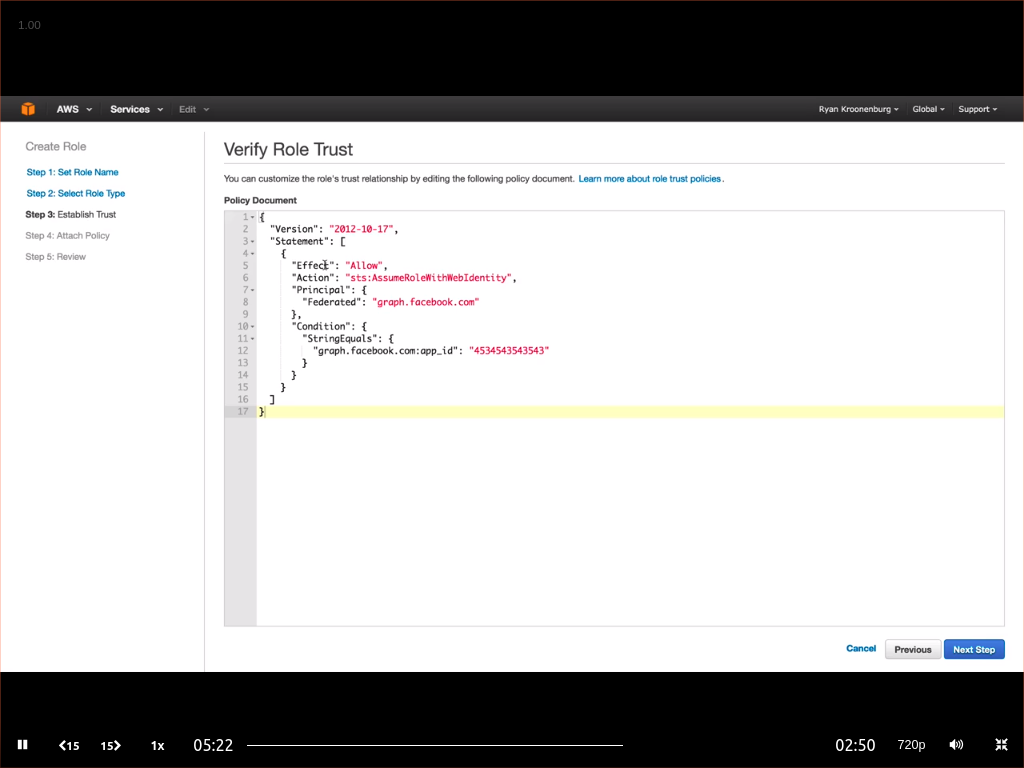 1.00
AWS Services Edit Ryan Kroonenburg Global Support
Create Role
Step 1: Set Role Name
Step 2: Select Role Type
Step 3: Establish Trust
Step 4: Attach Policy
Step 5: Review
Verify Role Trust
You can customize the role's trust relationship by editing the following policy document. Learn more about role trust policies.
Policy Document
1 {
2 "Version": "2012-10-17",
3 "Statement": [
4 {
5 "Effect": "Allow",
6 "Action": "sts:AssumeRoleWithWebIdentity",
7 "Principal": {
8 "Federated": "graph.facebook.com"
9 },
10 "Condition": {
11 "StringEquals": {
12 "graph.facebook.com:app_id": "4534543543543"
13 }
14 }
15 }
16 ]
17 }
Cancel Previous Next Step
15 15 1x 05:22 02:50 720p